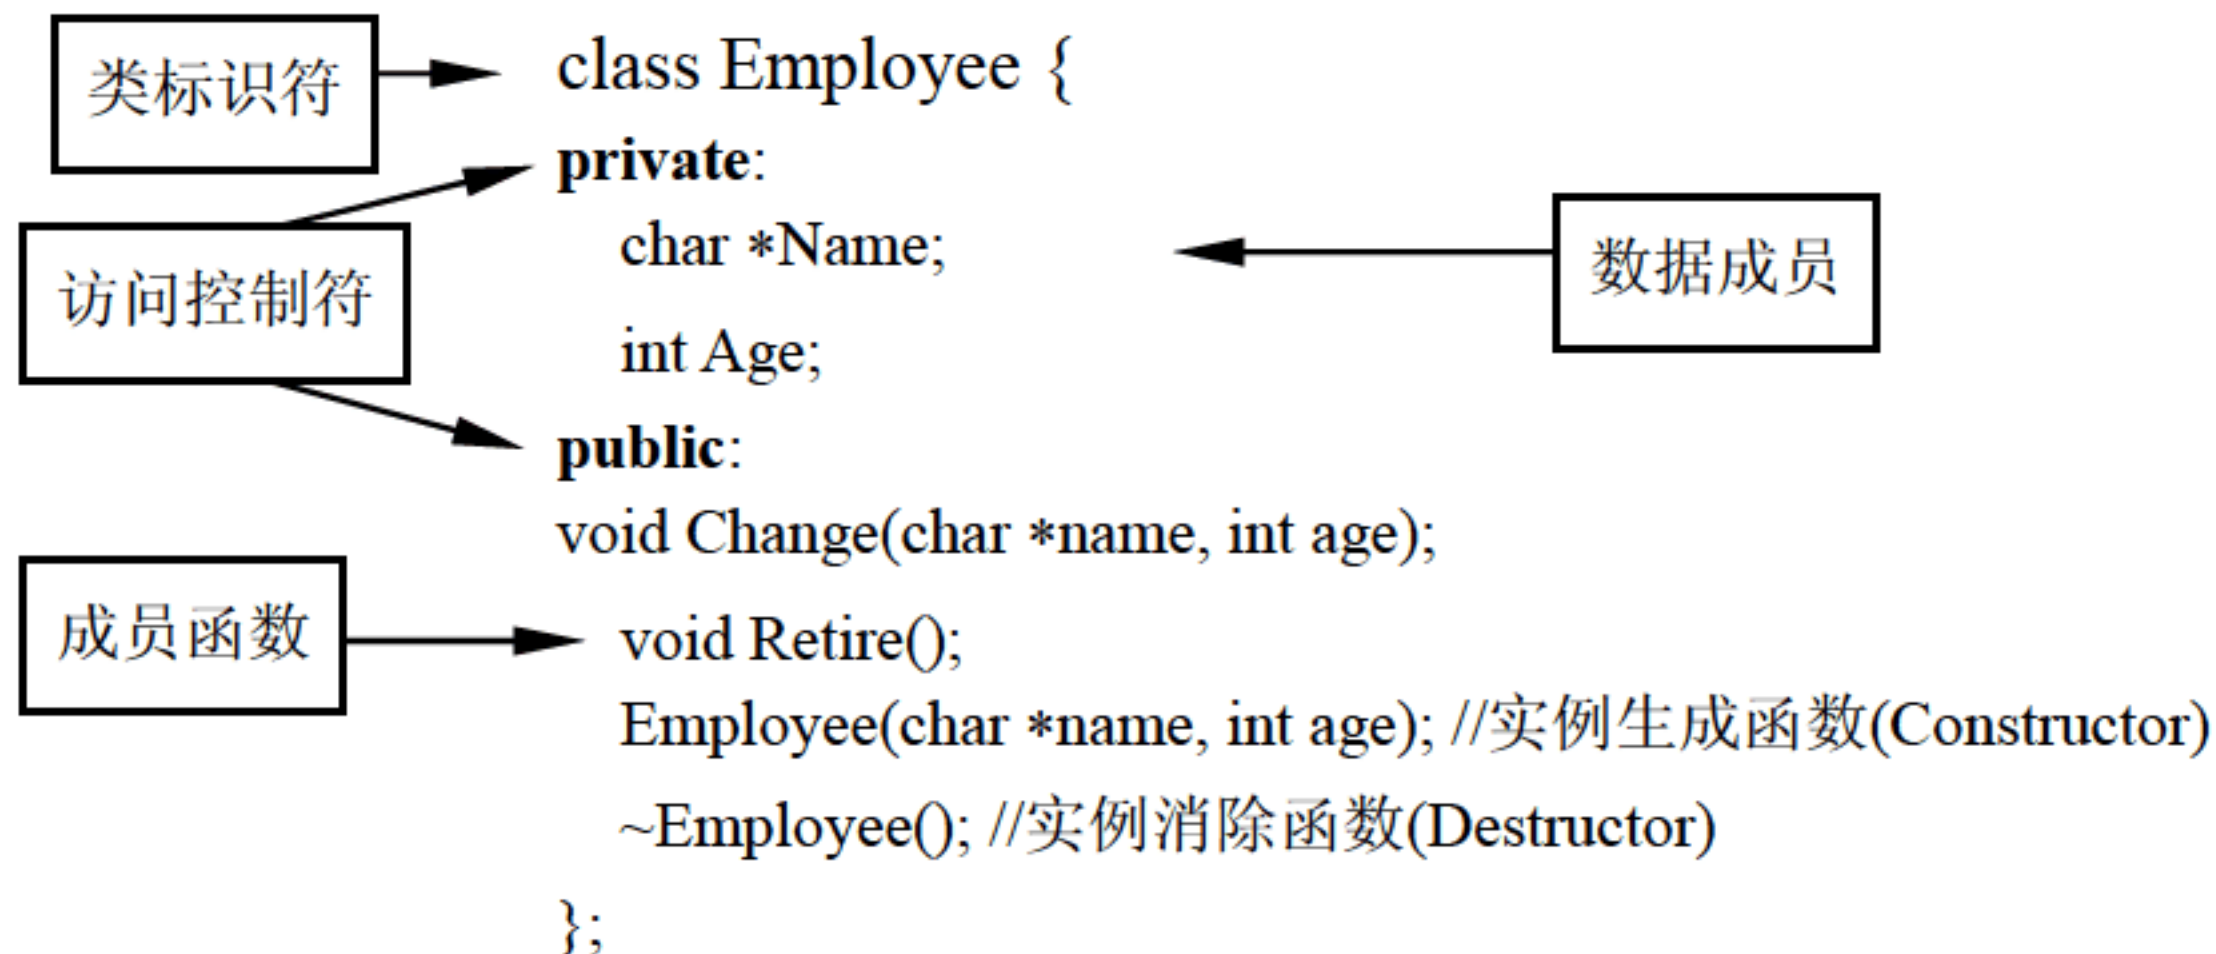 类标识符
class Employee {
private:
访问控制符
char *Name;
数据成员
int Age;
public:
void Change(char *name, int age);
成员函数
void Retire();
Employee(char *name, int age); //实例生成函数(Constructor)
~Employee(); //实例消除函数(Destructor)
};